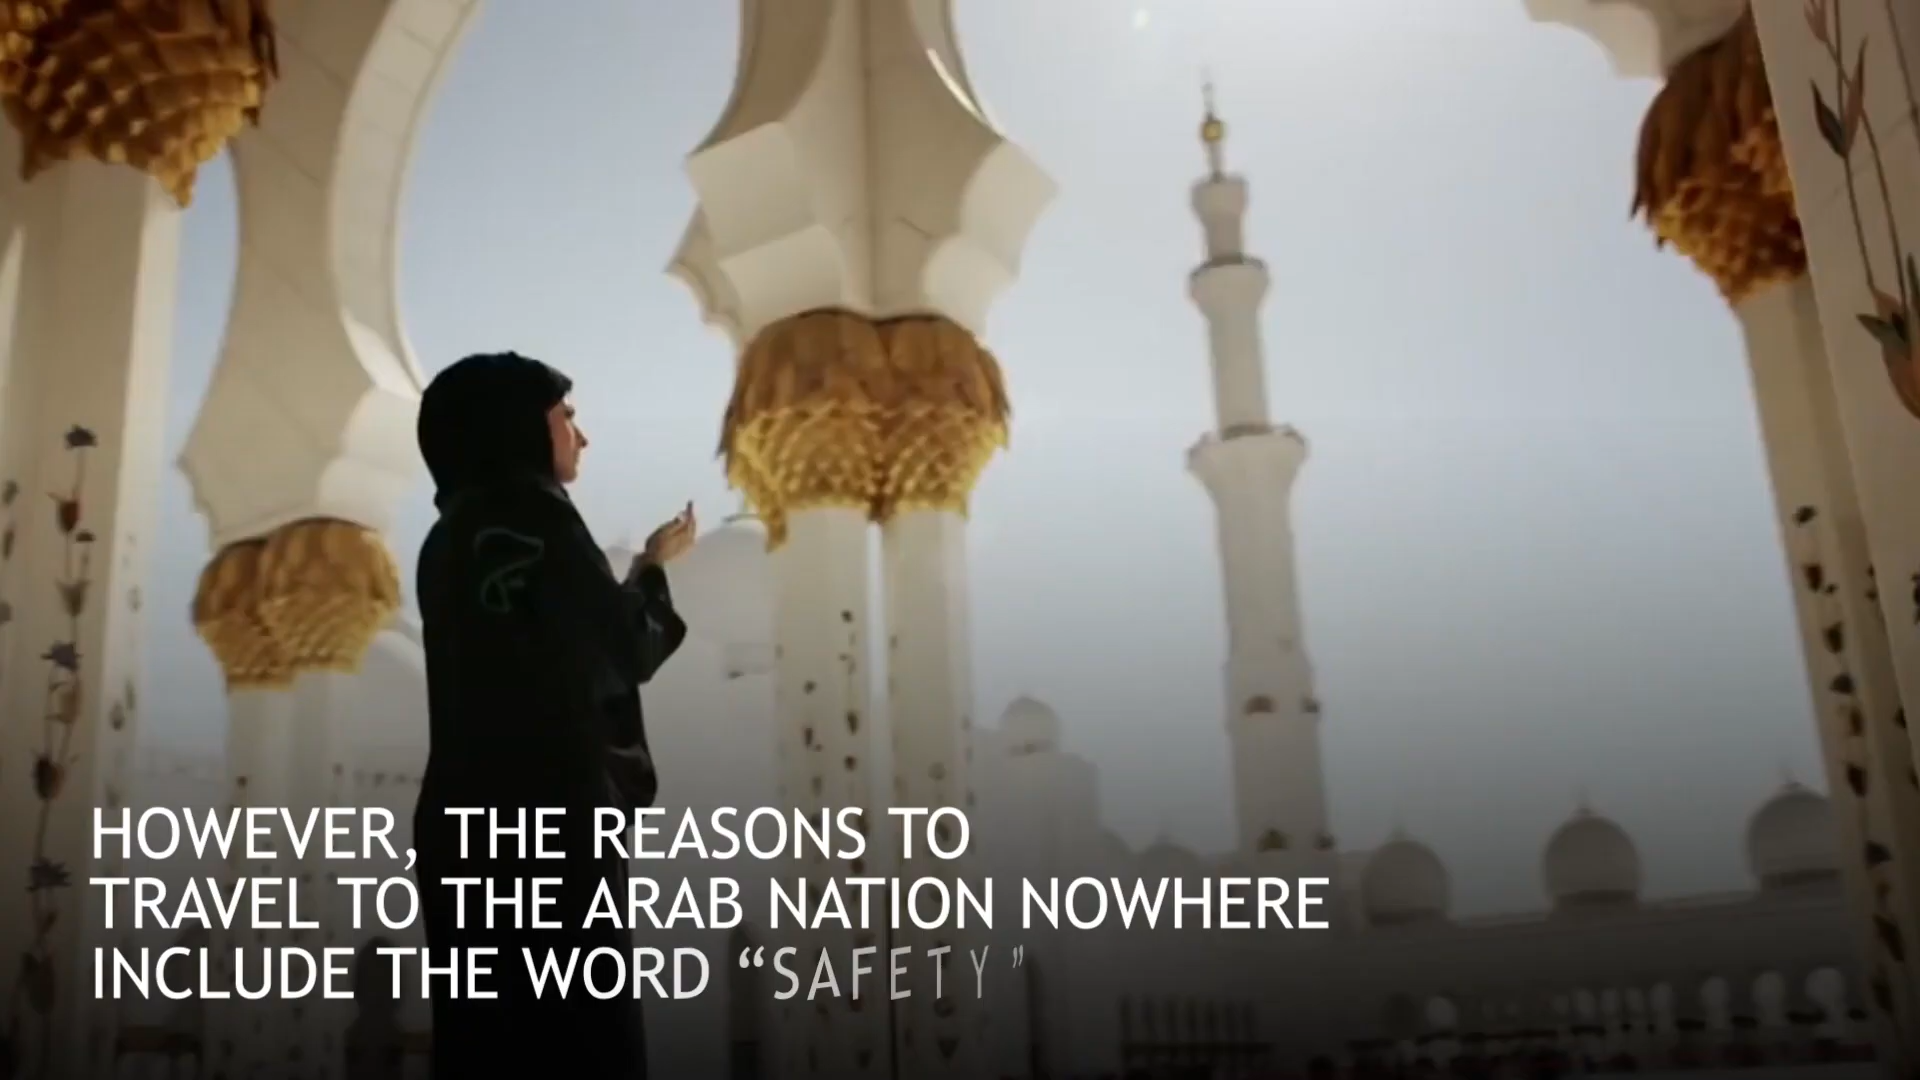 HOWEVER, THE REASONS TO
TRAVEL TO THE ARAB NATION NOWHERE
INCLUDE THE WORD “SAFETY”